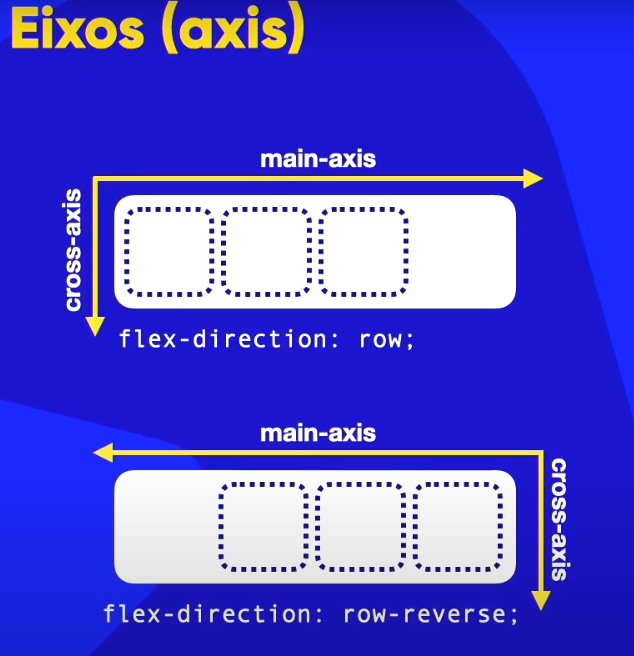 Eixos (axis)
main-axis
cross-axis
flex-direction: row;
main-axis
cross-axis
flex-direction: row-reverse;